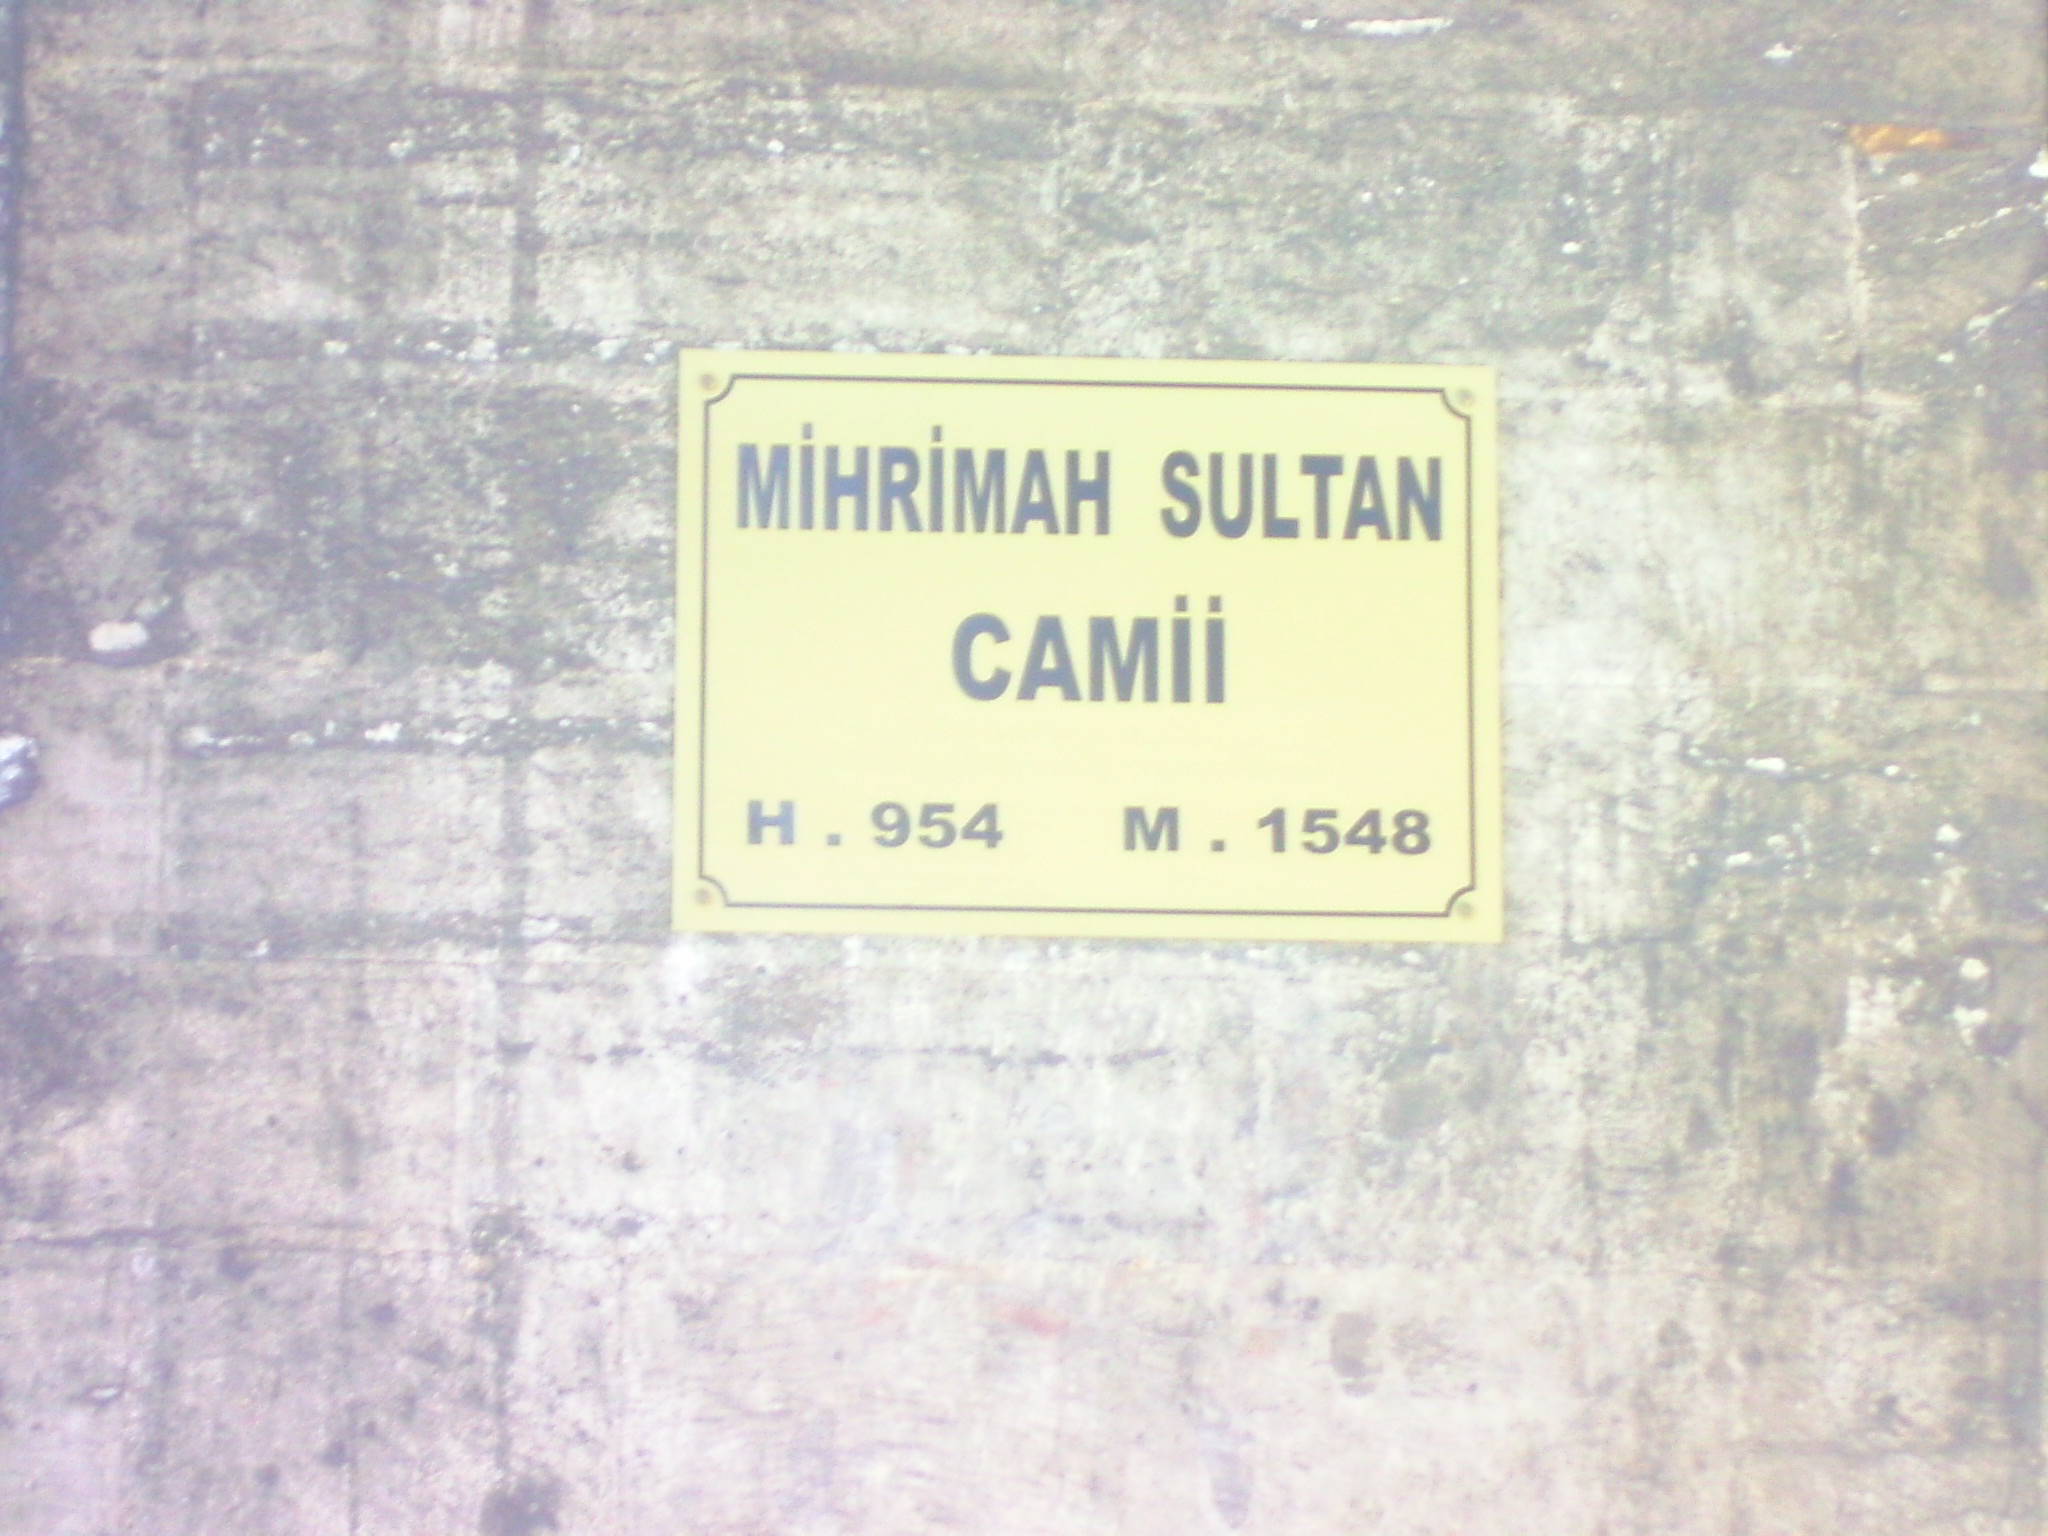 MİHRİMAH SULTAN
CAMİİ
H . 954 M . 1548